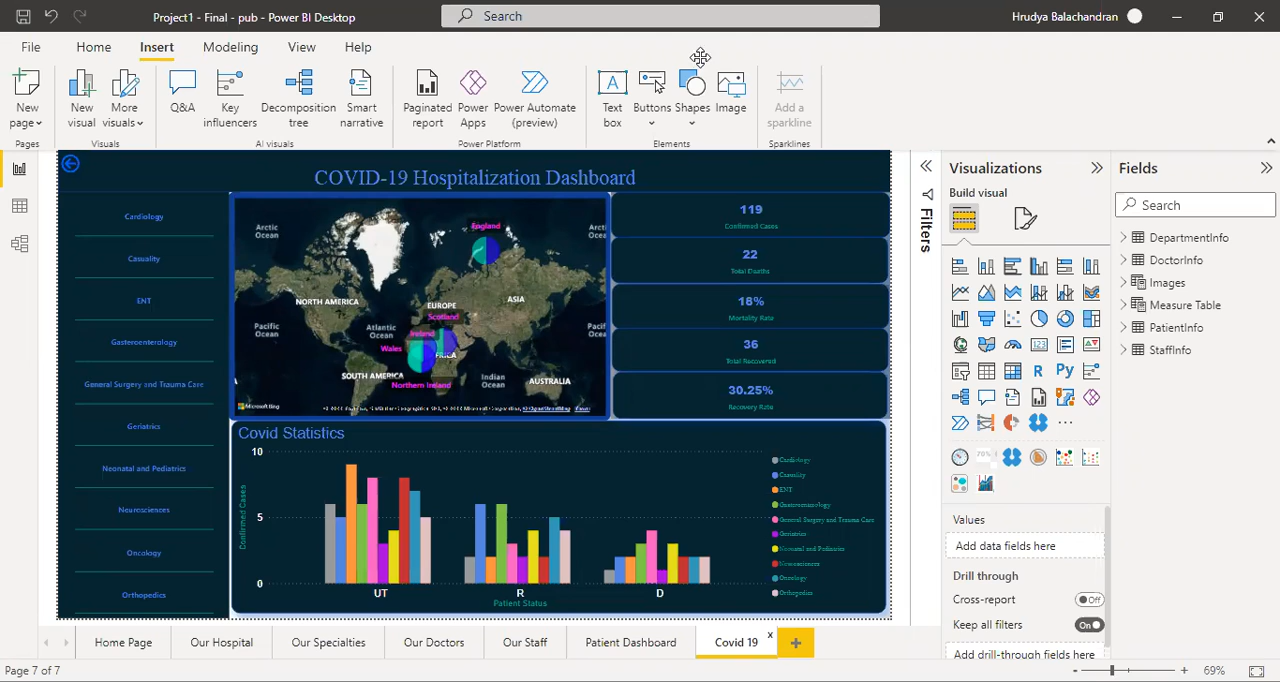 Project1 - Final - pub - Power BI Desktop
Search
Hrudya Balachandran
File
Home
Insert
Modeling
View
Help
New page
New visual
More visuals
Q&A
Key influencers
Decomposition tree
Smart narrative
Paginated report
Power Apps
Power Automate (preview)
Text box
Buttons
Shapes
Image
Add a sparkline
Pages
Visuals
AI visuals
Power Platform
Elements
Sparklines
COVID-19 Hospitalization Dashboard
Cardiology
Casuality
ENT
Gastroenterology
General Surgery and Trauma Care
Geriatrics
Neonatal and Pediatrics
Neurosciences
Oncology
Orthopedics
Arctic Ocean
England
NORTH AMERICA
EUROPE
ASIA
Scotland
Pacific Ocean
Atlantic Ocean
Ireland
Wales
SOUTH AMERICA
Northern Ireland
Indian Ocean
AUSTRALIA
Microsoft Bing
119
Confirmed Cases
22
Total Deaths
18%
Mortality Rate
36
Total Recovered
30.25%
Recovery Rate
Covid Statistics
10
5
0
Confirmed Cases
UT
R
D
Patient Status
Cardiology
Casuality
ENT
Gastroenterology
General Surgery and Trauma Care
Geriatrics
Neonatal and Pediatrics
Neurosciences
Oncology
Orthopedics
Filters
Visualizations
Build visual
Values
Add data fields here
Drill through
Cross-report
Off
Keep all filters
On
Add drill-through fields here
Fields
Search
DepartmentInfo
DoctorInfo
Images
Measure Table
PatientInfo
StaffInfo
Home Page
Our Hospital
Our Specialties
Our Doctors
Our Staff
Patient Dashboard
Covid 19
Page 7 of 7
69%